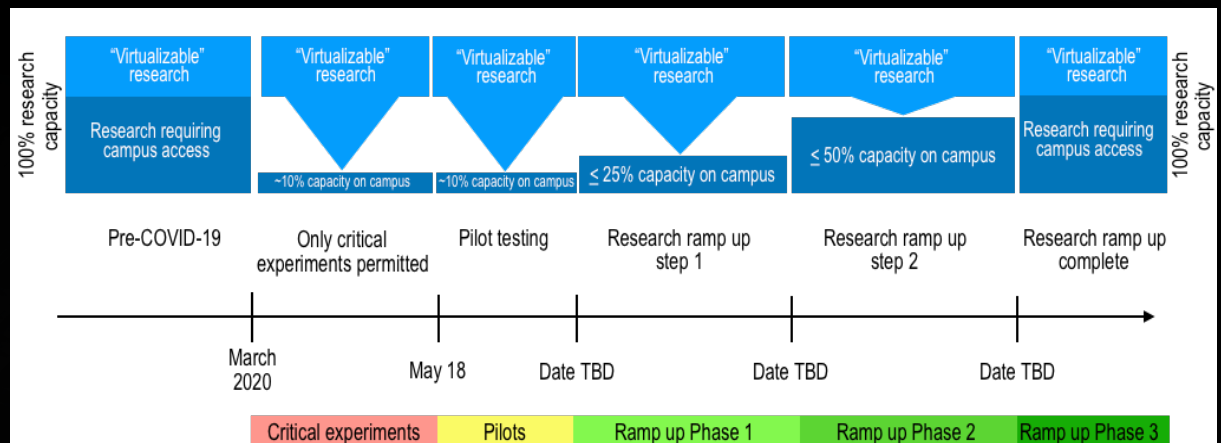 100% research
capacity
“Virtualizable”
research
Research requiring
campus access
“Virtualizable”
research
~10% capacity on campus
“Virtualizable”
research
~10% capacity on campus
“Virtualizable”
research
≤ 25% capacity on campus
“Virtualizable”
research
≤ 50% capacity on campus
“Virtualizable”
research
Research requiring
campus access
100% research
capacity
Pre-COVID-19
Only critical
experiments permitted
Pilot testing
Research ramp up
step 1
Research ramp up
step 2
Research ramp up
complete
March
2020
May 18
Date TBD
Date TBD
Date TBD
Critical experiments
Pilots
Ramp up Phase 1
Ramp up Phase 2
Ramp up Phase 3